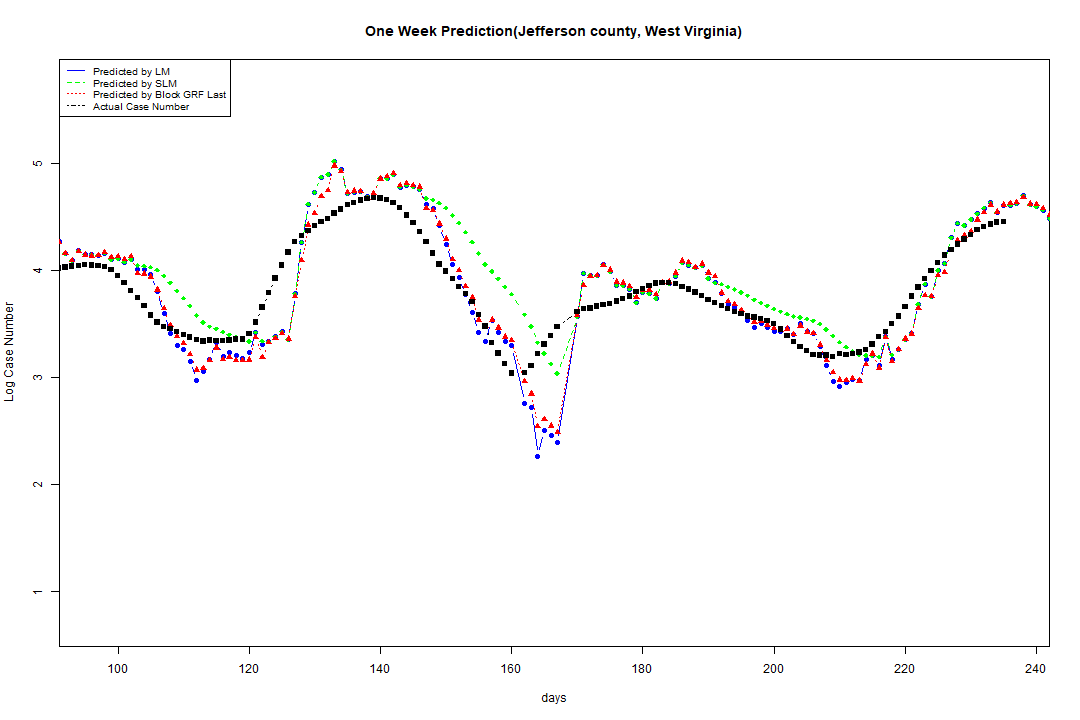 One Week Prediction(Jefferson county, West Virginia)
Predicted by LM
Predicted by SLM
Predicted by Block GRF Last
Actual Case Number
5
4
3
2
1
Log Case Number
100 120 140 160 180 200 220 240
days